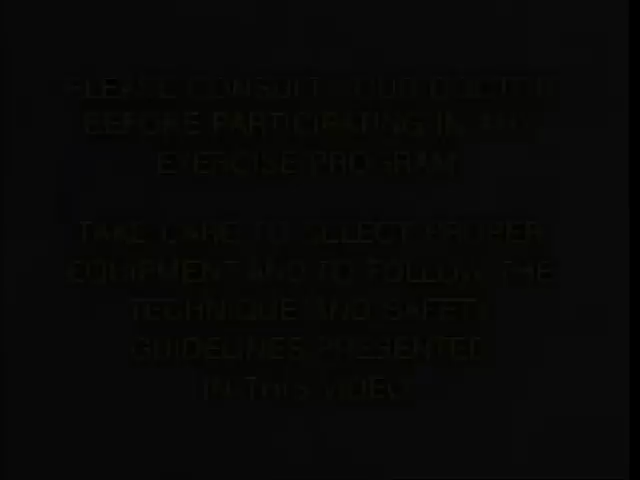 PLEASE CONSULT YOUR DOCTOR
BEFORE PARTICIPATING IN ANY
EXERCISE PROGRAM
TAKE CARE TO SELECT PROPER
EQUIPMENT AND TO FOLLOW THE
TECHNIQUE AND SAFETY
GUIDELINES PRESENTED
IN THIS VIDEO